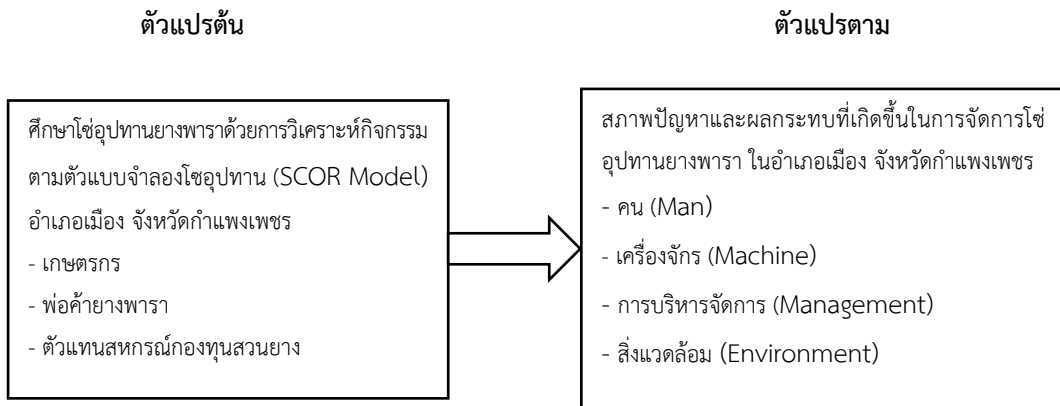 ตัวแปรต้น
ตัวแปรตาม
ศึกษาโซ่อุปทานยางพาราด้วยการวิเคราะห์กิจกรรม
ตามตัวแบบจำลองโซอุปทาน (SCOR Model)
อำเภอเมือง จังหวัดกำแพงเพชร
- เกษตรกร
- พ่อค้ายางพารา
- ตัวแทนสหกรณ์กองทุนสวนยาง
สภาพปัญหาและผลกระทบที่เกิดขึ้นในการจัดการโซ่
อุปทานยางพารา ในอำเภอเมือง จังหวัดกำแพงเพชร
- คน (Man)
- เครื่องจักร (Machine)
- การบริหารจัดการ (Management)
- สิ่งแวดล้อม (Environment)